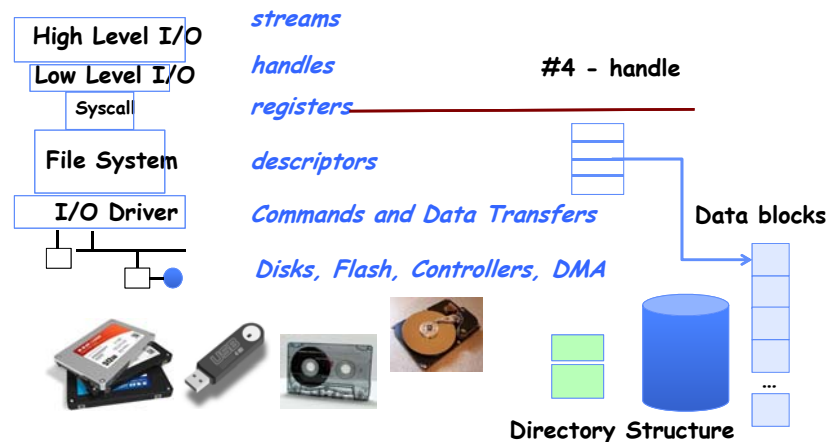 High Level I/O
streams
Low Level I/O
handles
#4 - handle
Syscall
registers
File System
descriptors
I/O Driver
Commands and Data Transfers
Data blocks
Disks, Flash, Controllers, DMA
USB
...
Directory Structure